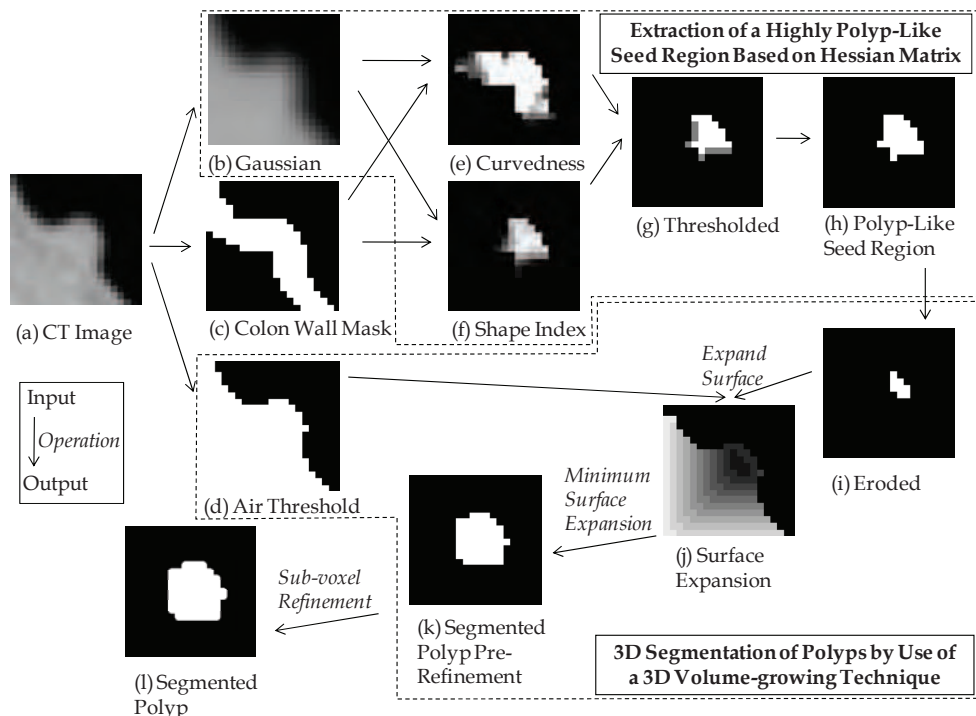 Extraction of a Highly Polyp-Like
Seed Region Based on Hessian Matrix
(b) Gaussian
(e) Curvedness
(g) Thresholded
(h) Polyp-Like
Seed Region
(a) CT Image
(c) Colon Wall Mask
(f) Shape Index
Input
Operation
Output
Expand
Surface
(d) Air Threshold
Minimum
Surface
Expansion
(i) Eroded
(j) Surface
Expansion
Sub-voxel
Refinement
(k) Segmented
Polyp Pre-
Refinement
(l) Segmented
Polyp
3D Segmentation of Polyps by Use of
a 3D Volume-growing Technique